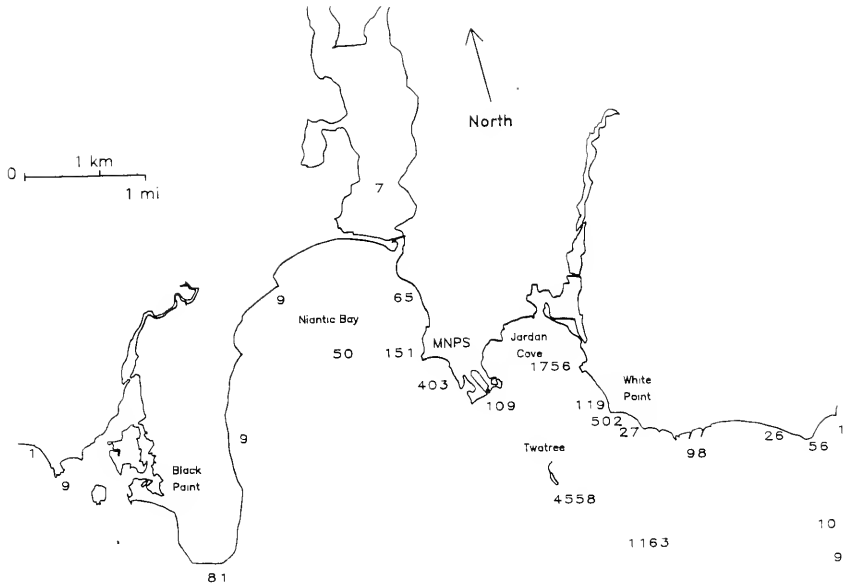 North
0
1 km
1 mi
7
9
65
Niantic Bay
MNPS
Jordan
Cove
50
151
1756
403
White
Point
109
119
502
27
9
26
56
1
1
98
Twotree
Black
Point
9
4558
10
1163
9
81